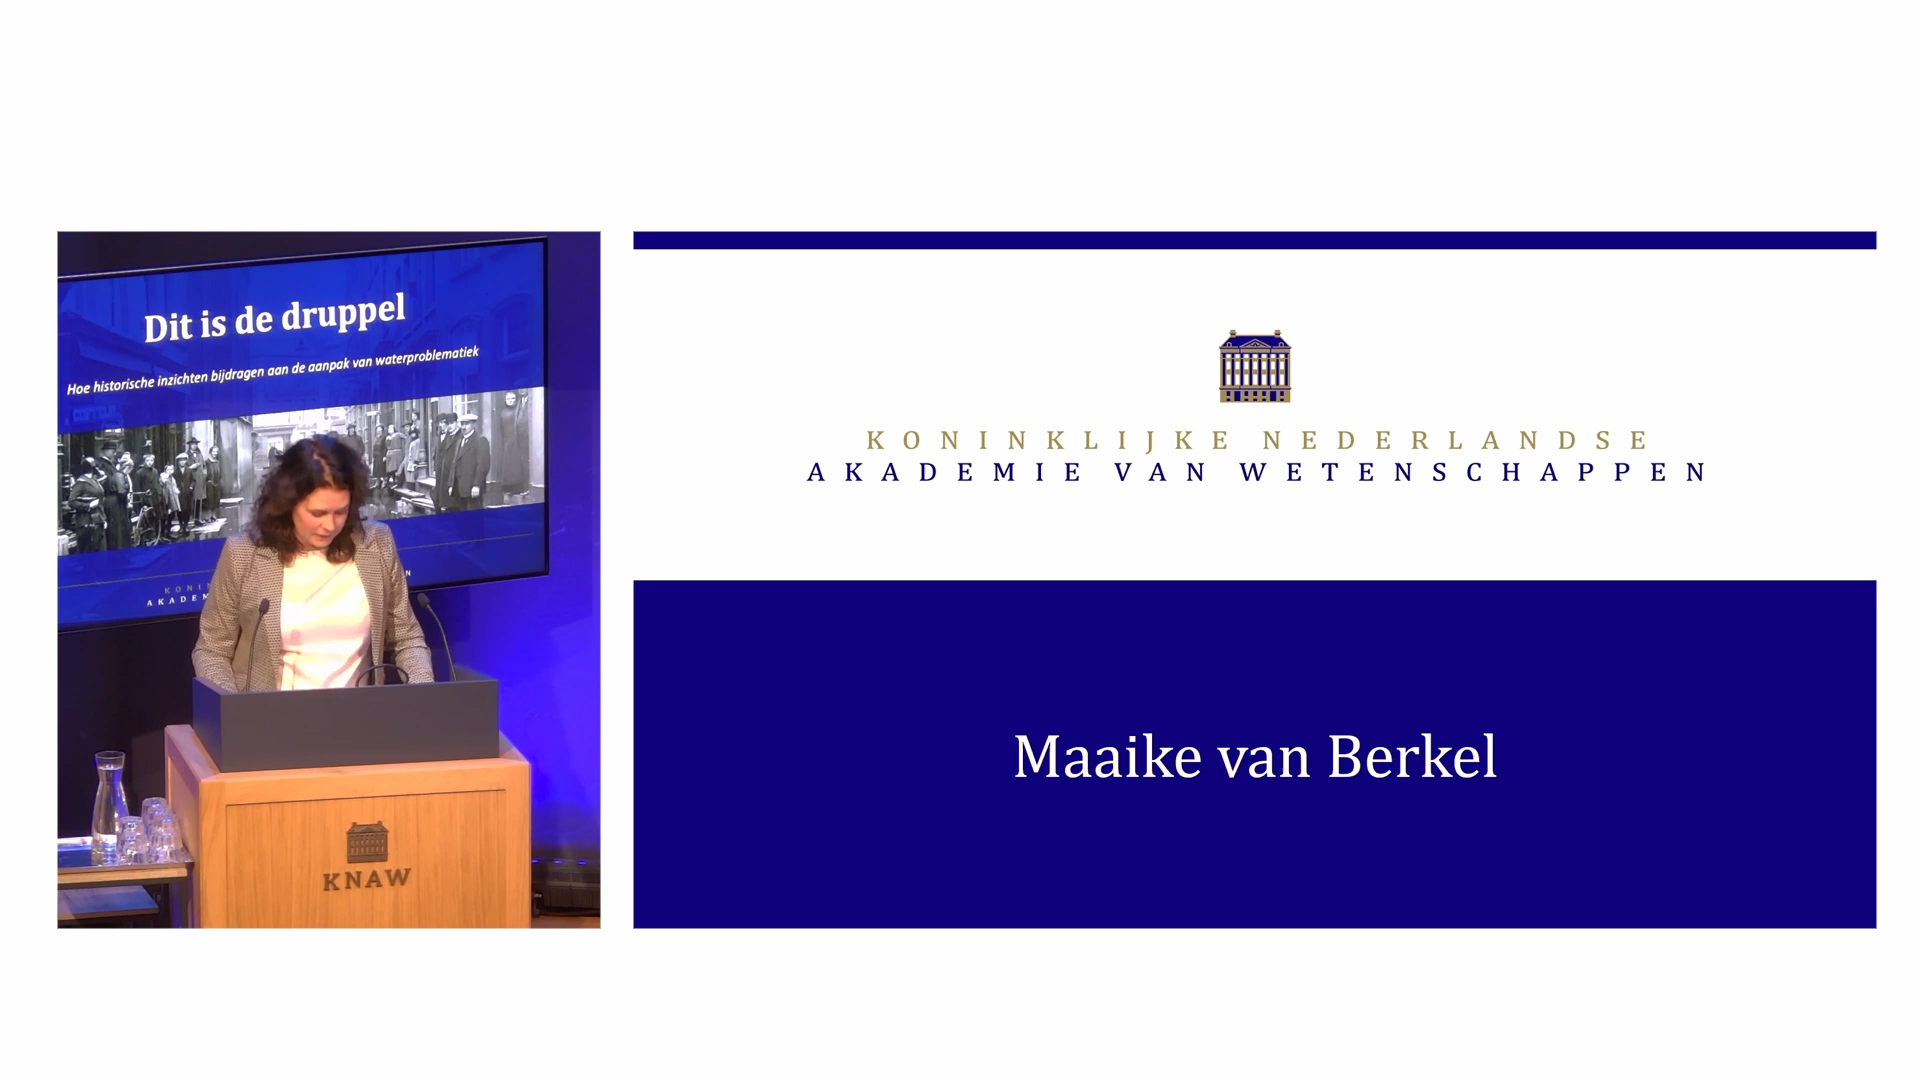 Dit is de druppel
Hoe historische inzichten bijdragen aan de aanpak van waterproblematiek
KNAW
KONINKLIJKE NEDERLANDSE
AKADEMIE VAN WETENSCHAPPEN
Maaike van Berkel